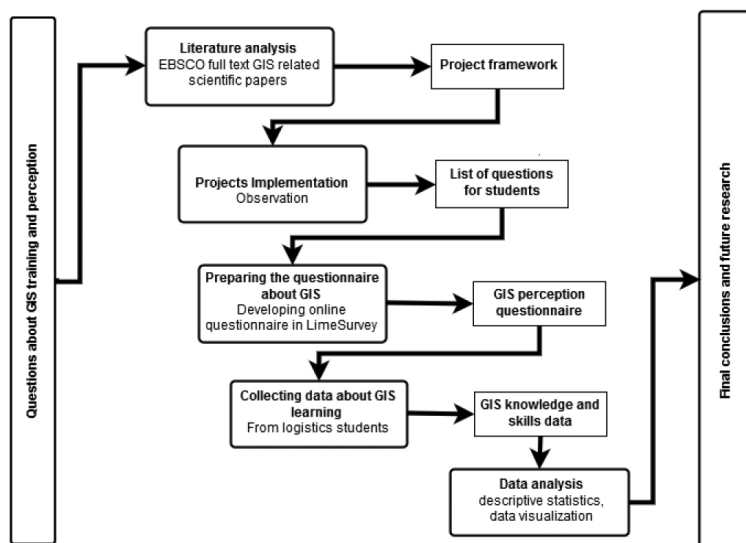 Questions about GIS training and perception
Literature analysis
EBSCO full text GIS related
scientific papers
Project framework
Projects Implementation
Observation
List of questions
for students
Preparing the questionnaire
about GIS
Developing online
questionnaire in LimeSurvey
GIS perception
questionnaire
Collecting data about GIS
learning
From logistics students
GIS knowledge and
skills data
Data analysis
descriptive statistics,
data visualization
Final conclusions and future research